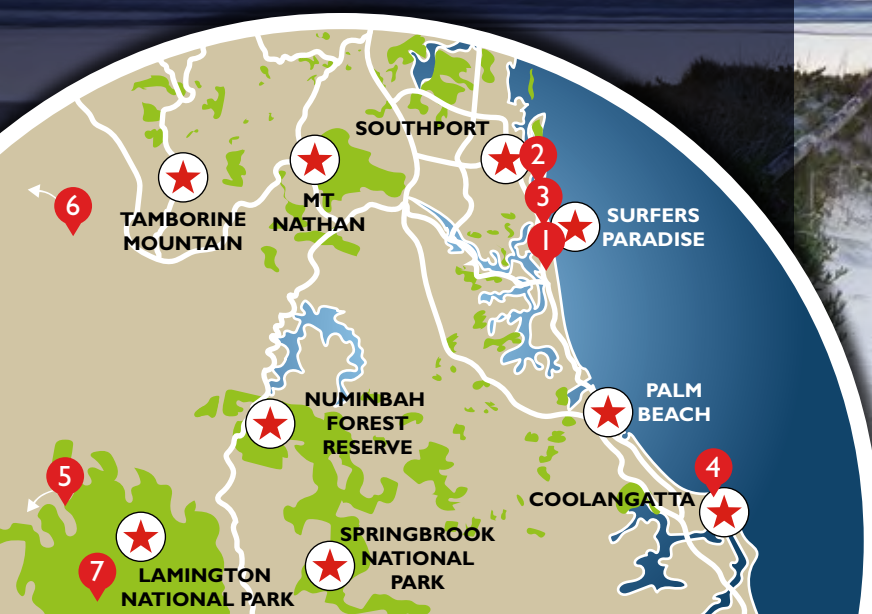 SOUTHPORT
2
3
6
MT
NATHAN
TAMBORINE
MOUNTAIN
SURFERS
PARADISE
1
NUMINBAH
FOREST
RESERVE
PALM
BEACH
4
5
COOLANGATTA
SPRINGBROOK
NATIONAL
PARK
7
LAMINGTON
NATIONAL PARK